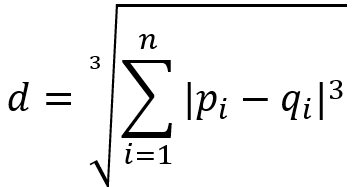 d = ∛(∑_{i=1}^{n} |p_i − q_i|³)